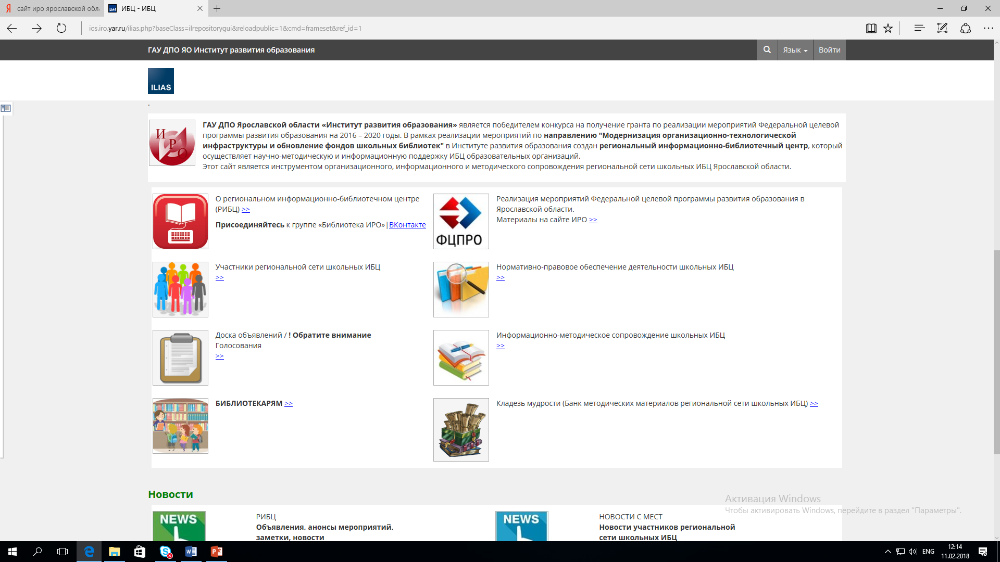 сайт иро ярославской обла
ИБЦ - ИБЦ
ios.iro.yar.ru/ilias.php?baseClass=ilrepositorygui&reloadpublic=1&cmd=frameset&ref_id=1
ГАУ ДПО ЯО Институт развития образования
Язык
Войти
ILIAS
.
И
Р
О
ГАУ ДПО Ярославской области «Институт развития образования» является победителем конкурса на получение гранта по реализации мероприятий Федеральной целевой
программы развития образования на 2016 – 2020 годы. В рамках реализации мероприятий по направлению "Модернизация организационно-технологической
инфраструктуры и обновление фондов школьных библиотек" в Институте развития образования создан региональный информационно-библиотечный центр, который
осуществляет научно-методическую и информационную поддержку ИБЦ образовательных организаций.
Этот сайт является инструментом организационного, информационного и методического сопровождения региональной сети школьных ИБЦ Ярославской области.
О региональном информационно-библиотечном центре
(РИБЦ) >>
Присоединяйтесь к группе «Библиотека ИРО»|ВКонтакте
ФЦПРО
Реализация мероприятий Федеральной целевой программы развития образования в
Ярославской области.
Материалы на сайте ИРО >>
Участники региональной сети школьных ИБЦ
>>
Нормативно-правовое обеспечение деятельности школьных ИБЦ
>>
Доска объявлений / ! Обратите внимание
Голосования
>>
Информационно-методическое сопровождение школьных ИБЦ
>>
БИБЛИОТЕКАРЯМ >>
Кладезь мудрости (Банк методических материалов региональной сети школьных ИБЦ) >>
Новости
NEWS
РИБЦ
Объявления, анонсы мероприятий,
заметки, новости
NEWS
НОВОСТИ С МЕСТ
Новости участников региональной
сети школьных ИБЦ
Активация Windows
Чтобы активировать Windows, перейдите в раздел "Параметры".
ENG
12:14
11.02.2018